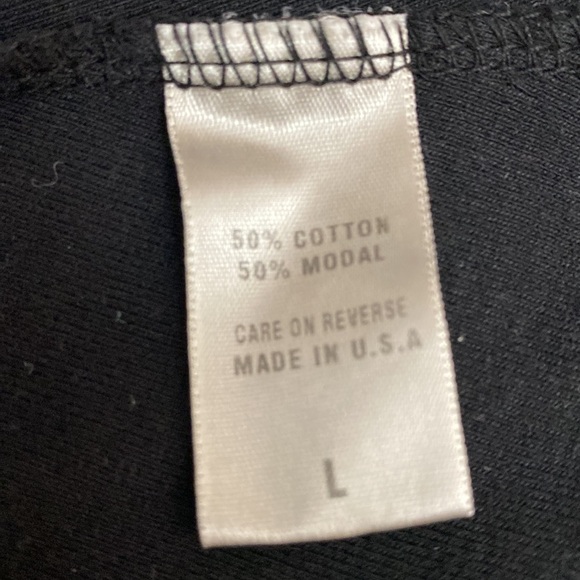 50% COTTON
50% MODAL
CARE ON REVERSE
MADE IN U.S.A
L